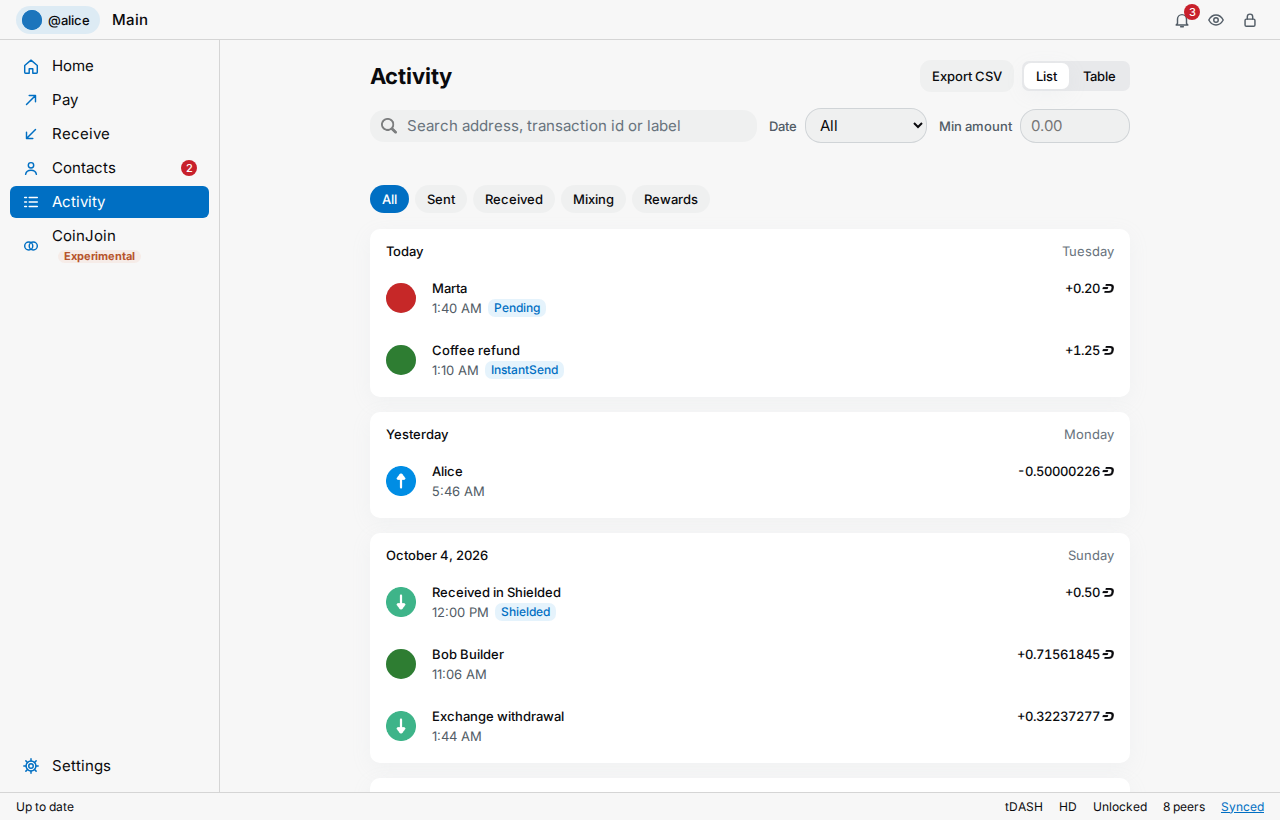 @alice Main 3
Home
Pay
Receive
Contacts 2
Activity
CoinJoin
Experimental
Settings
Activity Export CSV List Table
Search address, transaction id or label Date All Min amount 0.00
All Sent Received Mixing Rewards
Today Tuesday
Marta +0.20
1:40 AM Pending
Coffee refund +1.25
1:10 AM InstantSend
Yesterday Monday
Alice -0.50000226
5:46 AM
October 4, 2026 Sunday
Received in Shielded +0.50
12:00 PM Shielded
Bob Builder +0.71561845
11:06 AM
Exchange withdrawal +0.32237277
1:44 AM
Up to date tDASH HD Unlocked 8 peers Synced